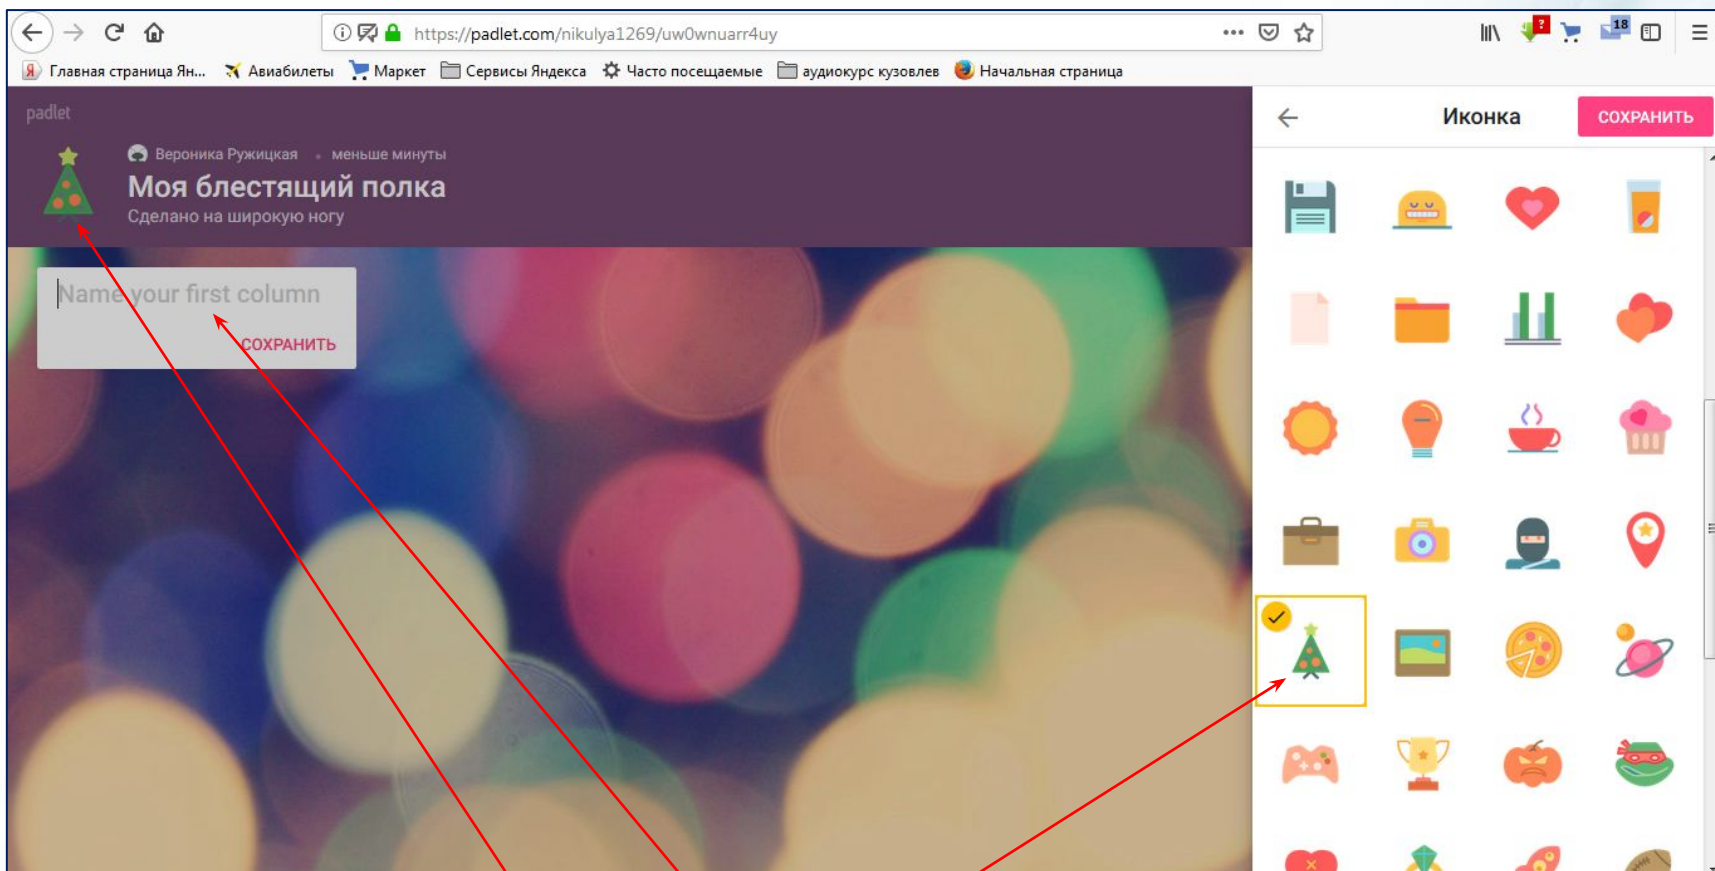 https://padlet.com/nikulya1269/uw0wnuarr4uy
? 18
Я Главная страница Ян... Авиабилеты Маркет Сервисы Яндекса Часто посещаемые аудиокурс кузовлев Начальная страница
padlet
Вероника Ружицкая • меньше минуты
Моя блестящий полка
Сделано на широкую ногу
Name your first column
СОХРАНИТЬ
Иконка
СОХРАНИТЬ